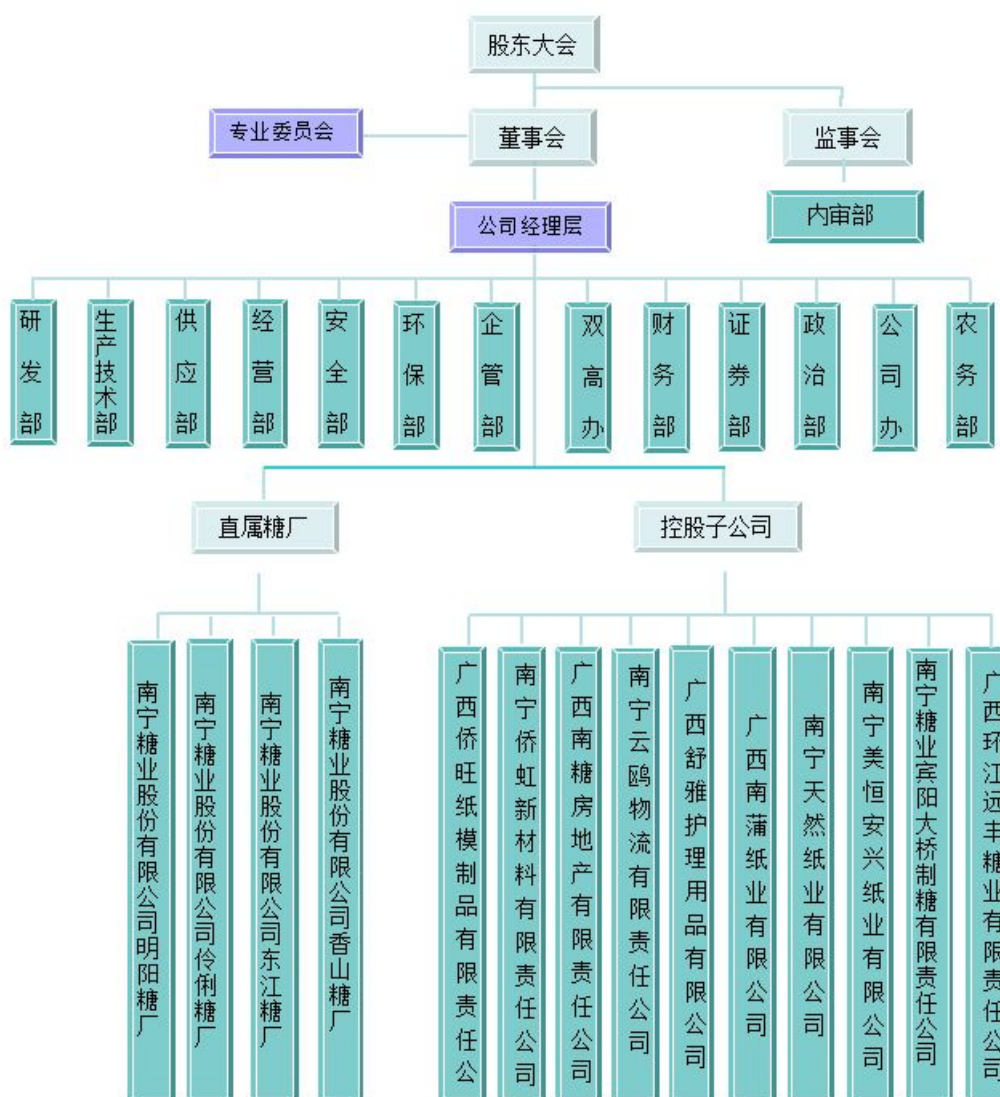 股东大会
专业委员会
董事会
监事会
公司经理层
内审部
研发部
生产技术部
供应部
经营部
安全部
环保部
企管部
双高办
财务部
证券部
政治部
公司办
农务部
直属糖厂
控股子公司
南宁糖业股份有限公司明阳糖厂
南宁糖业股份有限公司伶俐糖厂
南宁糖业股份有限公司东江糖厂
南宁糖业股份有限公司香山糖厂
广西侨旺纸模制品有限责任公
南宁侨虹新材料有限责任公司
广西南糖房地产有限责任公司
南宁云鸥物流有限责任公司
广西舒雅护理用品有限公司
广西南蒲纸业有限公司
南宁天然纸业有限公司
南宁美恒安兴纸业有限公司
南宁糖业宾阳大桥制糖有限责任公司
广西环江远丰糖业有限责任公司